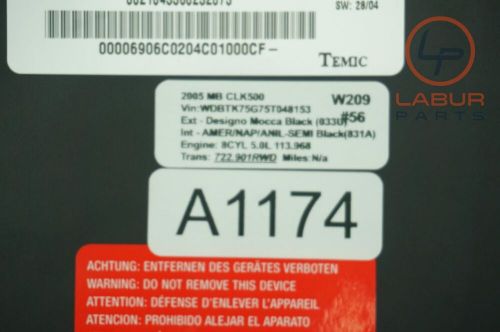 SW: 28/04
00006906C0204C01000CF-
TEMIC
LP
LABUR
PARTS
2005 MB CLK500
W209
Vin:WDBTK75G75T048153
#56
Ext - Designo Mocca Black (033U)
Int - AMER/NAP/ANIL-SEMI Black(831A)
Engine: 8CYL 5.0L 113.968
Trans: 722.901RWD Miles:N/a
A1174
ACHTUNG: ENTFERNEN DES GERÄTES VERBOTEN
WARNING: DO NOT REMOVE THIS DEVICE
ATTENTION: DÉFENSE D'ENLEVER L'APPAREIL
ATENCION: PROHIBIDO ALEJAR EL APARATO